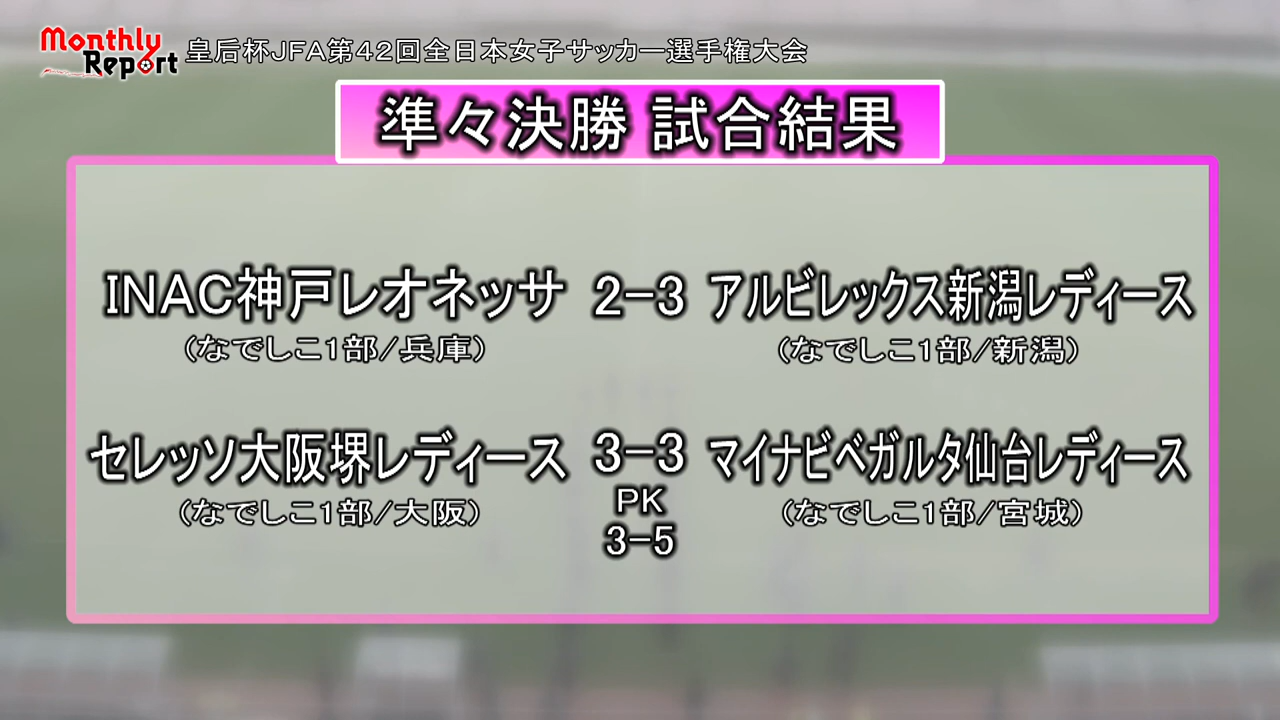 Monthly
Report
皇后杯JFA第42回全日本女子サッカー選手権大会
準々決勝 試合結果
INAC神戸レオネッサ 2-3 アルビレックス新潟レディース
(なでしこ1部/兵庫) (なでしこ1部/新潟)
セレッソ大阪堺レディース 3-3 マイナビベガルタ仙台レディース
(なでしこ1部/大阪) PK (なでしこ1部/宮城)
3-5